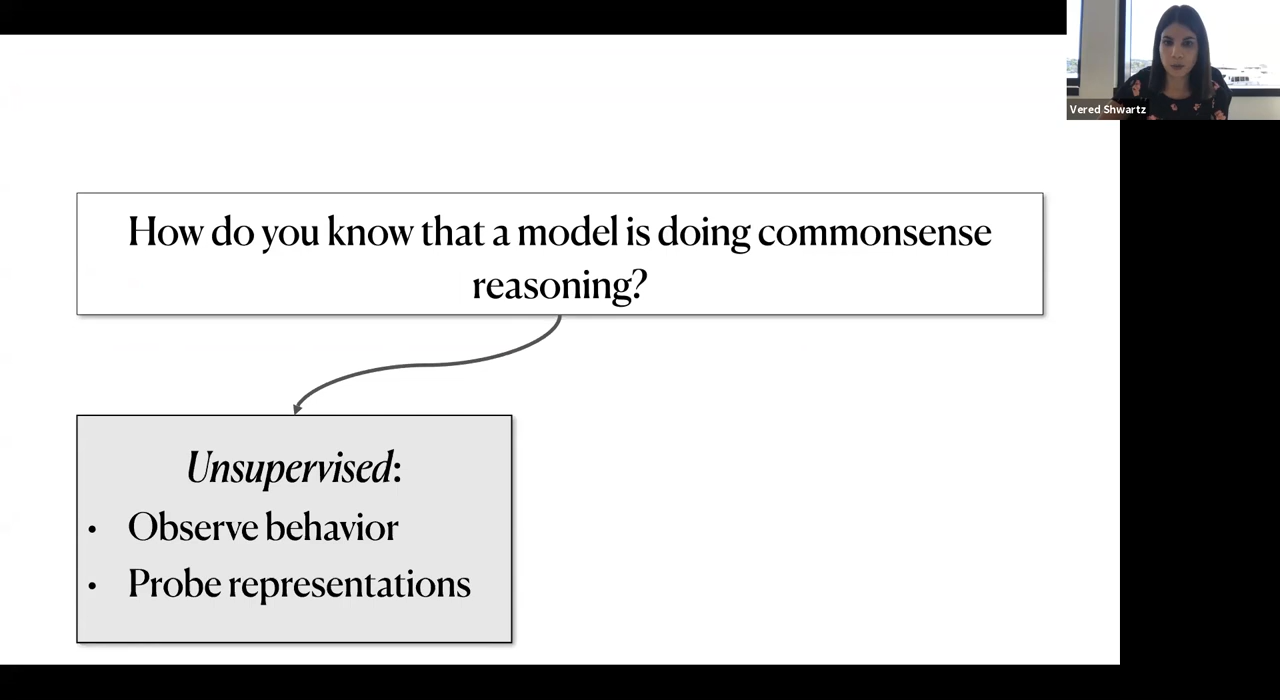 Vered Shwartz
How do you know that a model is doing commonsense
reasoning?
Unsupervised:
• Observe behavior
• Probe representations